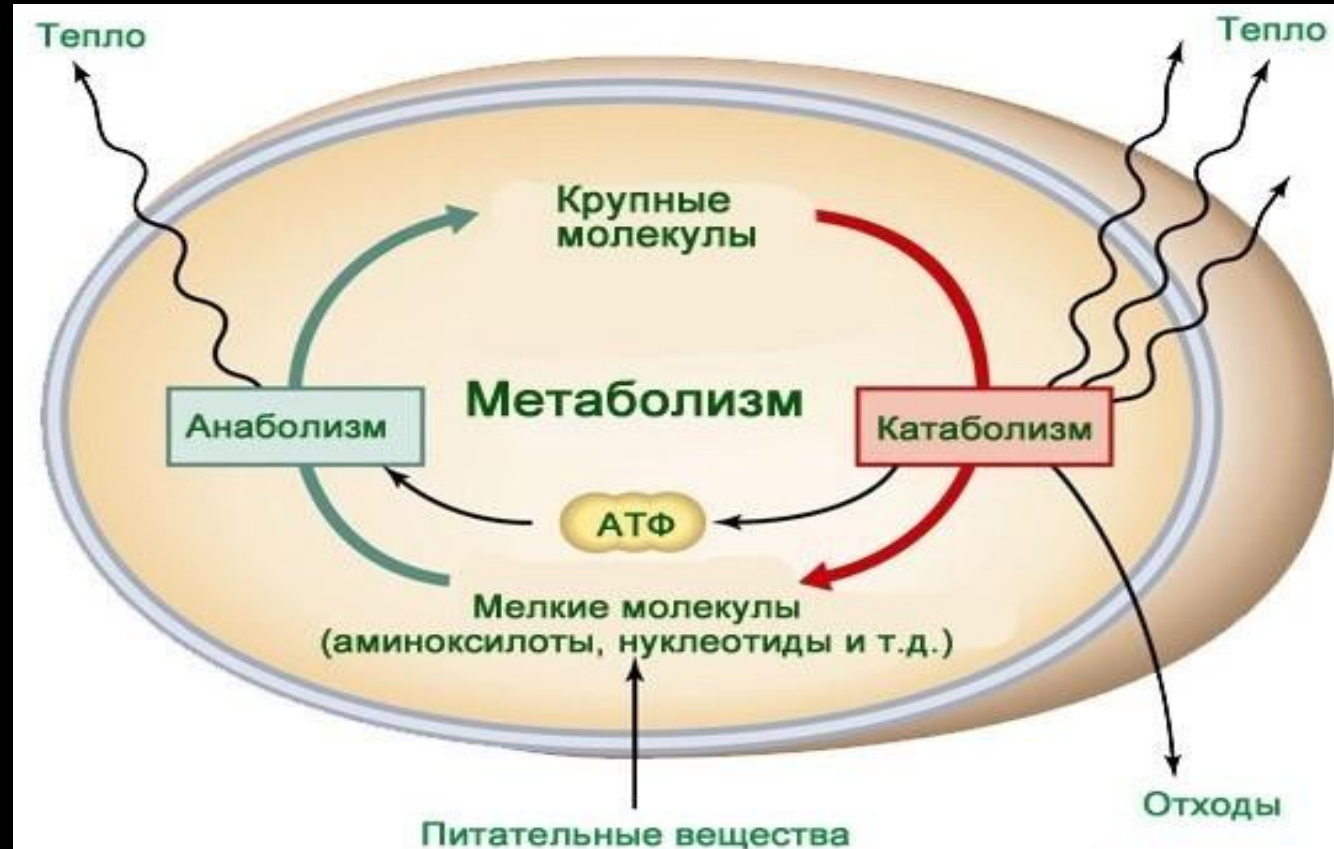 Тепло
Тепло
Крупные
молекулы
Метаболизм
Анаболизм
Катаболизм
АТФ
Мелкие молекулы
(аминоксилоты, нуклеотиды и т.д.)
Отходы
Питательные вещества